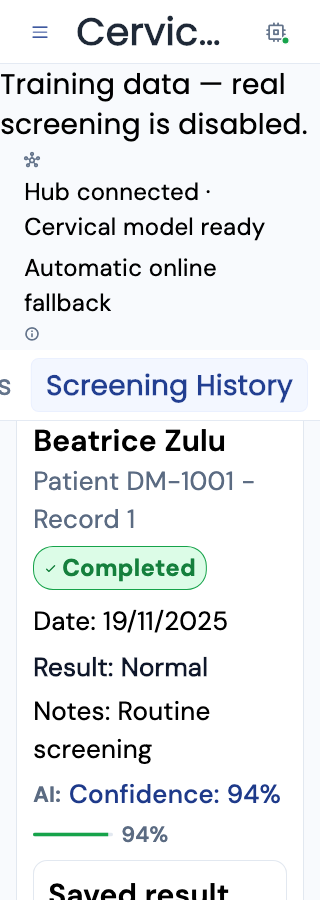 Cervic...
Training data — real
screening is disabled.
Hub connected ·
Cervical model ready
Automatic online
fallback
s
Screening History
Beatrice Zulu
Patient DM-1001 -
Record 1
Completed
Date: 19/11/2025
Result: Normal
Notes: Routine
screening
AI: Confidence: 94%
94%
Saved result